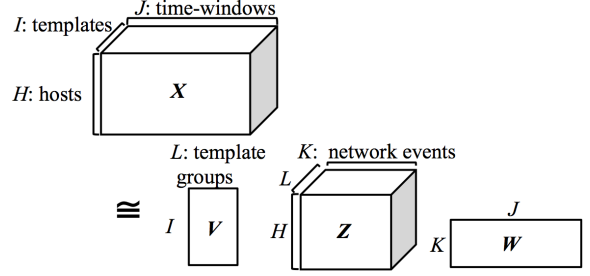 J: time-windows
I: templates
H: hosts
X
L: template
groups
K: network events
L
≅
I
V
H
Z
J
K
W